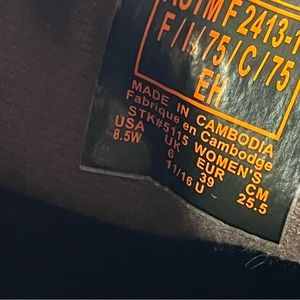 ASTM F 2413-1
F/I/75/C/75
EH
MADE IN CAMBODIA
Fabriqué en Cambodge
STK#5115 WOMEN'S
USA UK EUR CM
8.5W 6 39 25.5
11/16 U